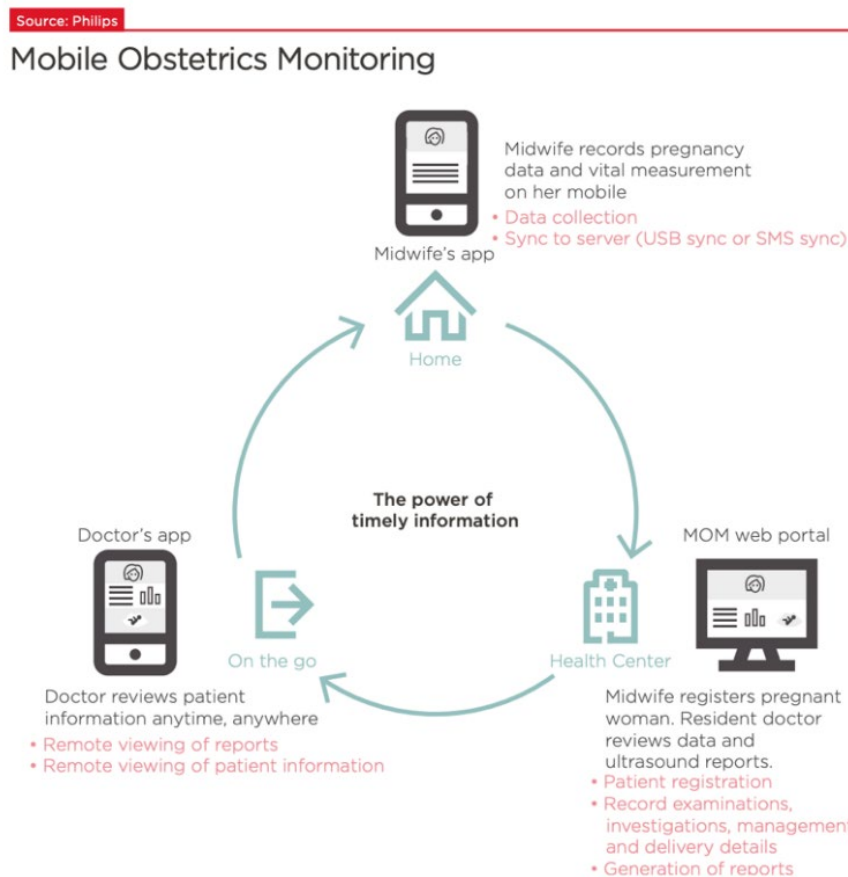 Source: Philips
Mobile Obstetrics Monitoring
Midwife records pregnancy
data and vital measurement
on her mobile
• Data collection
• Sync to server (USB sync or SMS sync)
Midwife's app
Home
The power of
timely information
Doctor's app
On the go
Doctor reviews patient
information anytime, anywhere
• Remote viewing of reports
• Remote viewing of patient information
MOM web portal
Health Center
Midwife registers pregnant
woman. Resident doctor
reviews data and
ultrasound reports.
• Patient registration
• Record examinations,
investigations, management
and delivery details
• Generation of reports